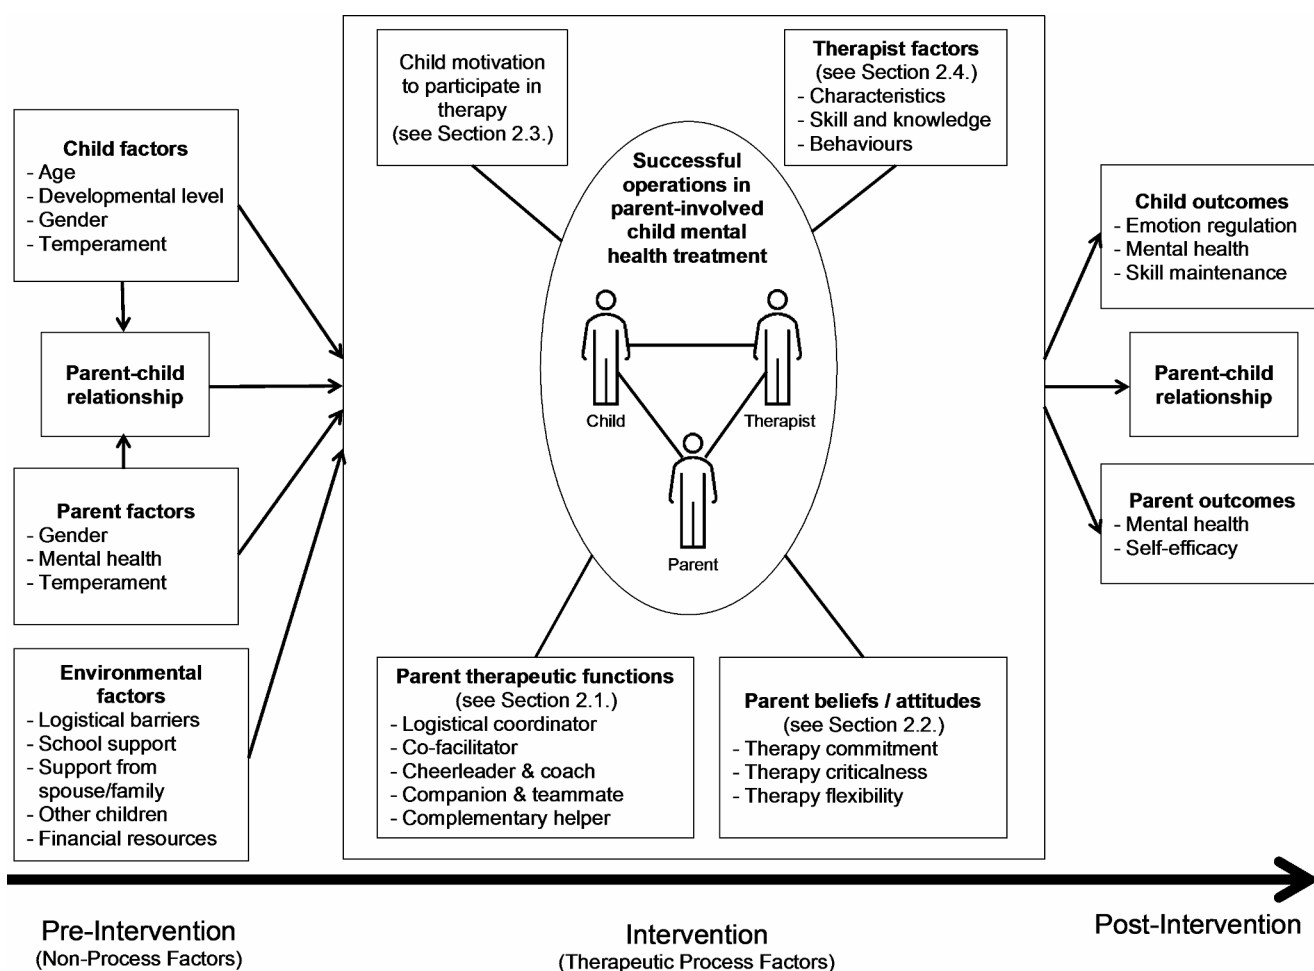 Child factors
- Age
- Developmental level
- Gender
- Temperament
Parent-child
relationship
Parent factors
- Gender
- Mental health
- Temperament
Environmental
factors
- Logistical barriers
- School support
- Support from
spouse/family
- Other children
- Financial resources
Child motivation
to participate in
therapy
(see Section 2.3.)
Therapist factors
(see Section 2.4.)
- Characteristics
- Skill and knowledge
- Behaviours
Successful
operations in
parent-involved
child mental
health treatment
Child
Therapist
Parent
Parent therapeutic functions
(see Section 2.1.)
- Logistical coordinator
- Co-facilitator
- Cheerleader & coach
- Companion & teammate
- Complementary helper
Parent beliefs / attitudes
(see Section 2.2.)
- Therapy commitment
- Therapy criticalness
- Therapy flexibility
Child outcomes
- Emotion regulation
- Mental health
- Skill maintenance
Parent-child
relationship
Parent outcomes
- Mental health
- Self-efficacy
Pre-Intervention
(Non-Process Factors)
Intervention
(Therapeutic Process Factors)
Post-Intervention